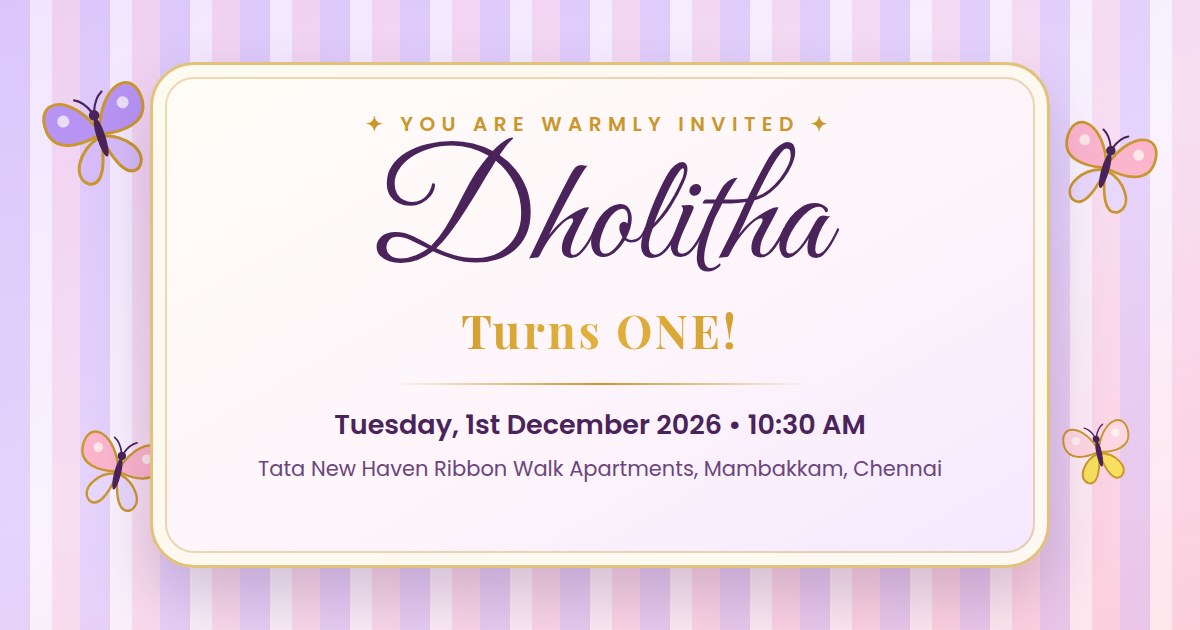 ✦ YOU ARE WARMLY INVITED ✦
Dholitha
Turns ONE!
Tuesday, 1st December 2026 • 10:30 AM
Tata New Haven Ribbon Walk Apartments, Mambakkam, Chennai